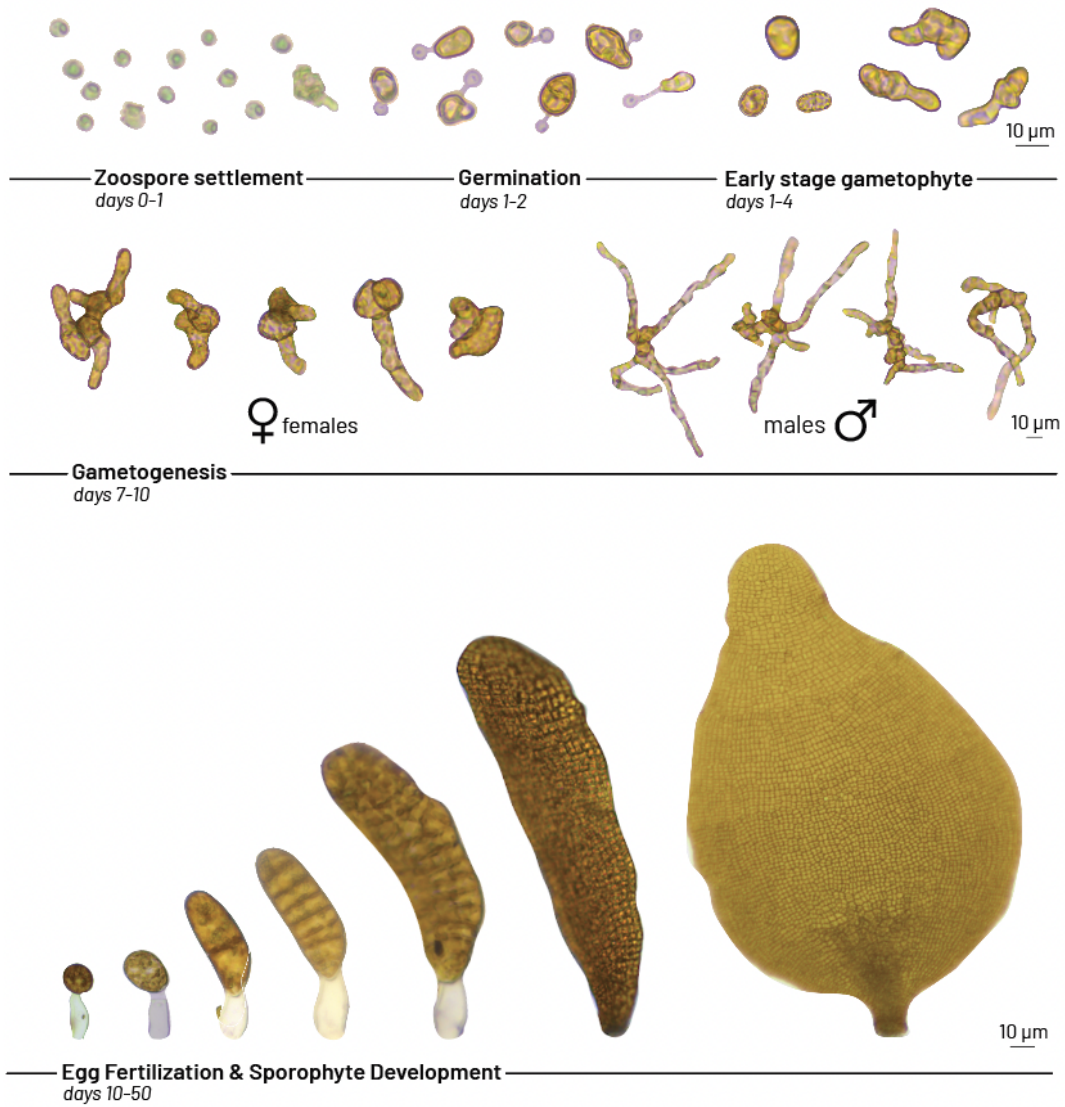 10 µm
Zoospore settlement
days 0-1
Germination
days 1-2
Early stage gametophyte
days 1-4
♀ females
males ♂
10 µm
Gametogenesis
days 7-10
10 µm
Egg Fertilization & Sporophyte Development
days 10-50